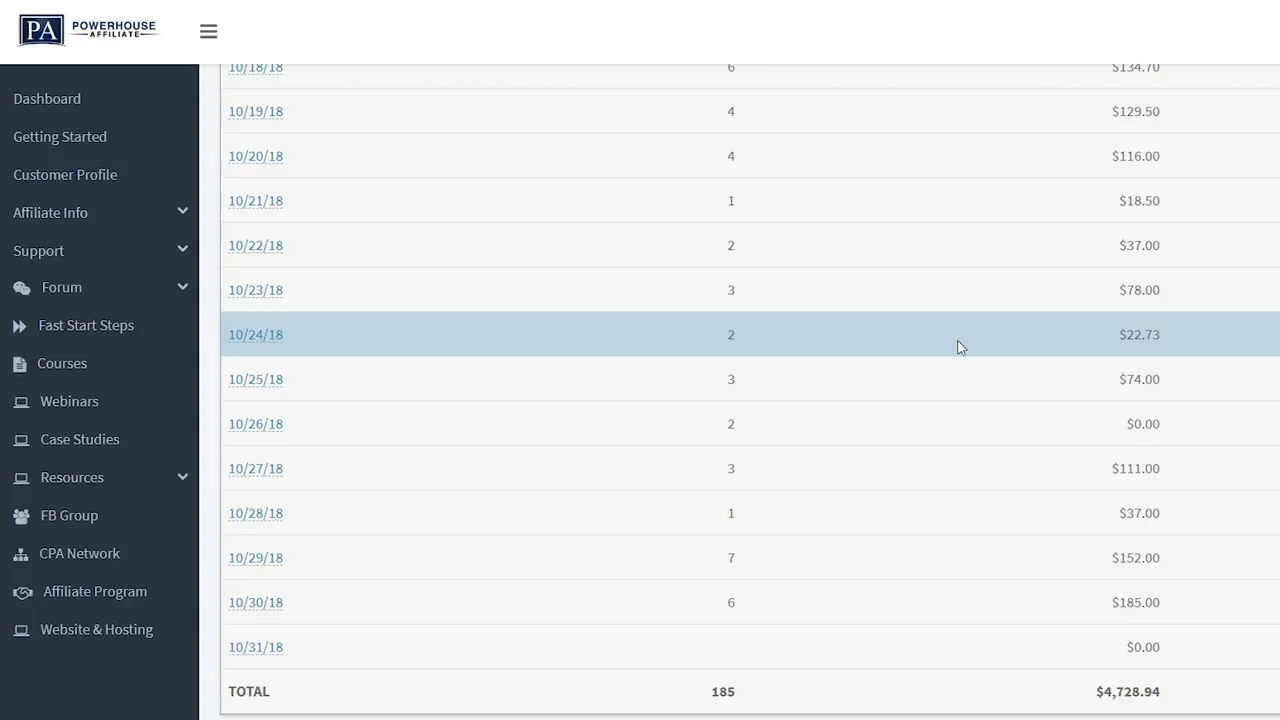 PA POWERHOUSE
AFFILIATE
Dashboard
Getting Started
Customer Profile
Affiliate Info
Support
Forum
Fast Start Steps
Courses
Webinars
Case Studies
Resources
FB Group
CPA Network
Affiliate Program
Website & Hosting
10/18/18 6 $134.70
10/19/18 4 $129.50
10/20/18 4 $116.00
10/21/18 1 $18.50
10/22/18 2 $37.00
10/23/18 3 $78.00
10/24/18 2 $22.73
10/25/18 3 $74.00
10/26/18 2 $0.00
10/27/18 3 $111.00
10/28/18 1 $37.00
10/29/18 7 $152.00
10/30/18 6 $185.00
10/31/18 $0.00
TOTAL 185 $4,728.94